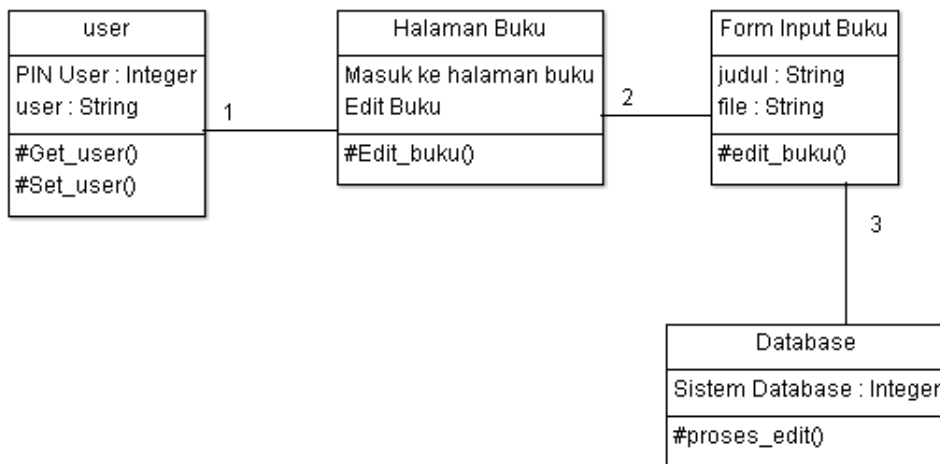 user
PIN User : Integer
user : String
#Get_user()
#Set_user()
1
Halaman Buku
Masuk ke halaman buku
Edit Buku
#Edit_buku()
2
Form Input Buku
judul : String
file : String
#edit_buku()
3
Database
Sistem Database : Integer
#proses_edit()